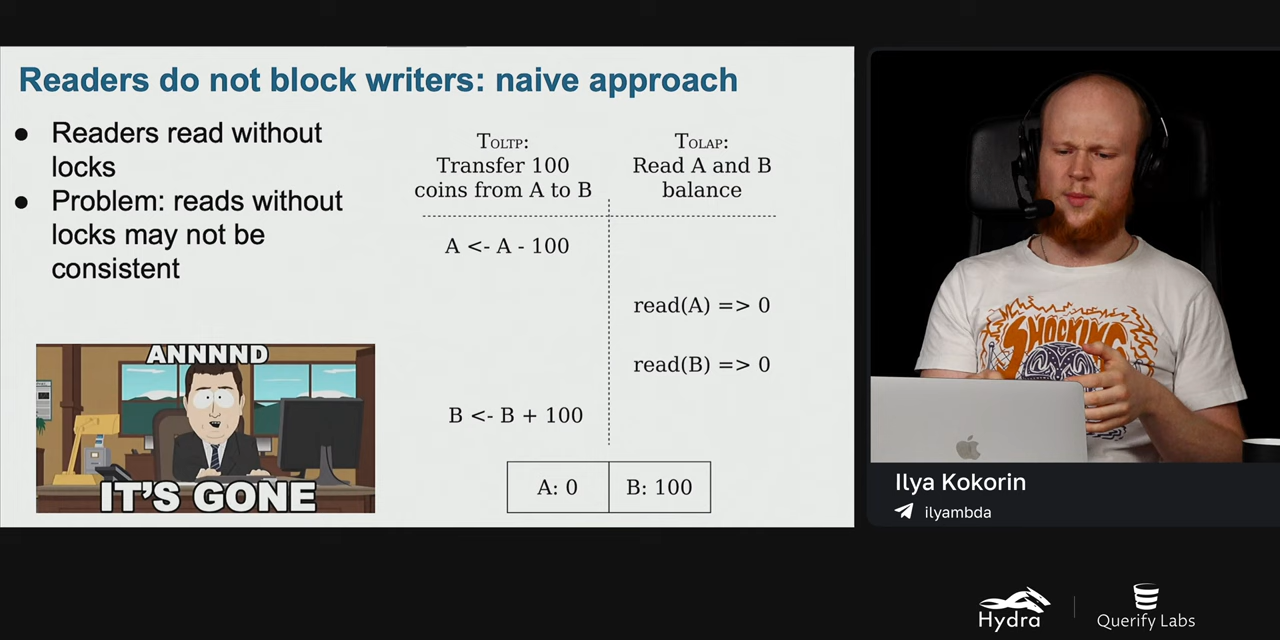 Readers do not block writers: naive approach
● Readers read without
locks
● Problem: reads without
locks may not be
consistent
TOLTP:
Transfer 100
coins from A to B
TOLAP:
Read A and B
balance
A <- A - 100
read(A) => 0
read(B) => 0
B <- B + 100
A: 0
B: 100
ANNNND
IT'S GONE
SHOCKING
Ilya Kokorin
ilyambda
Hydra
Querify Labs